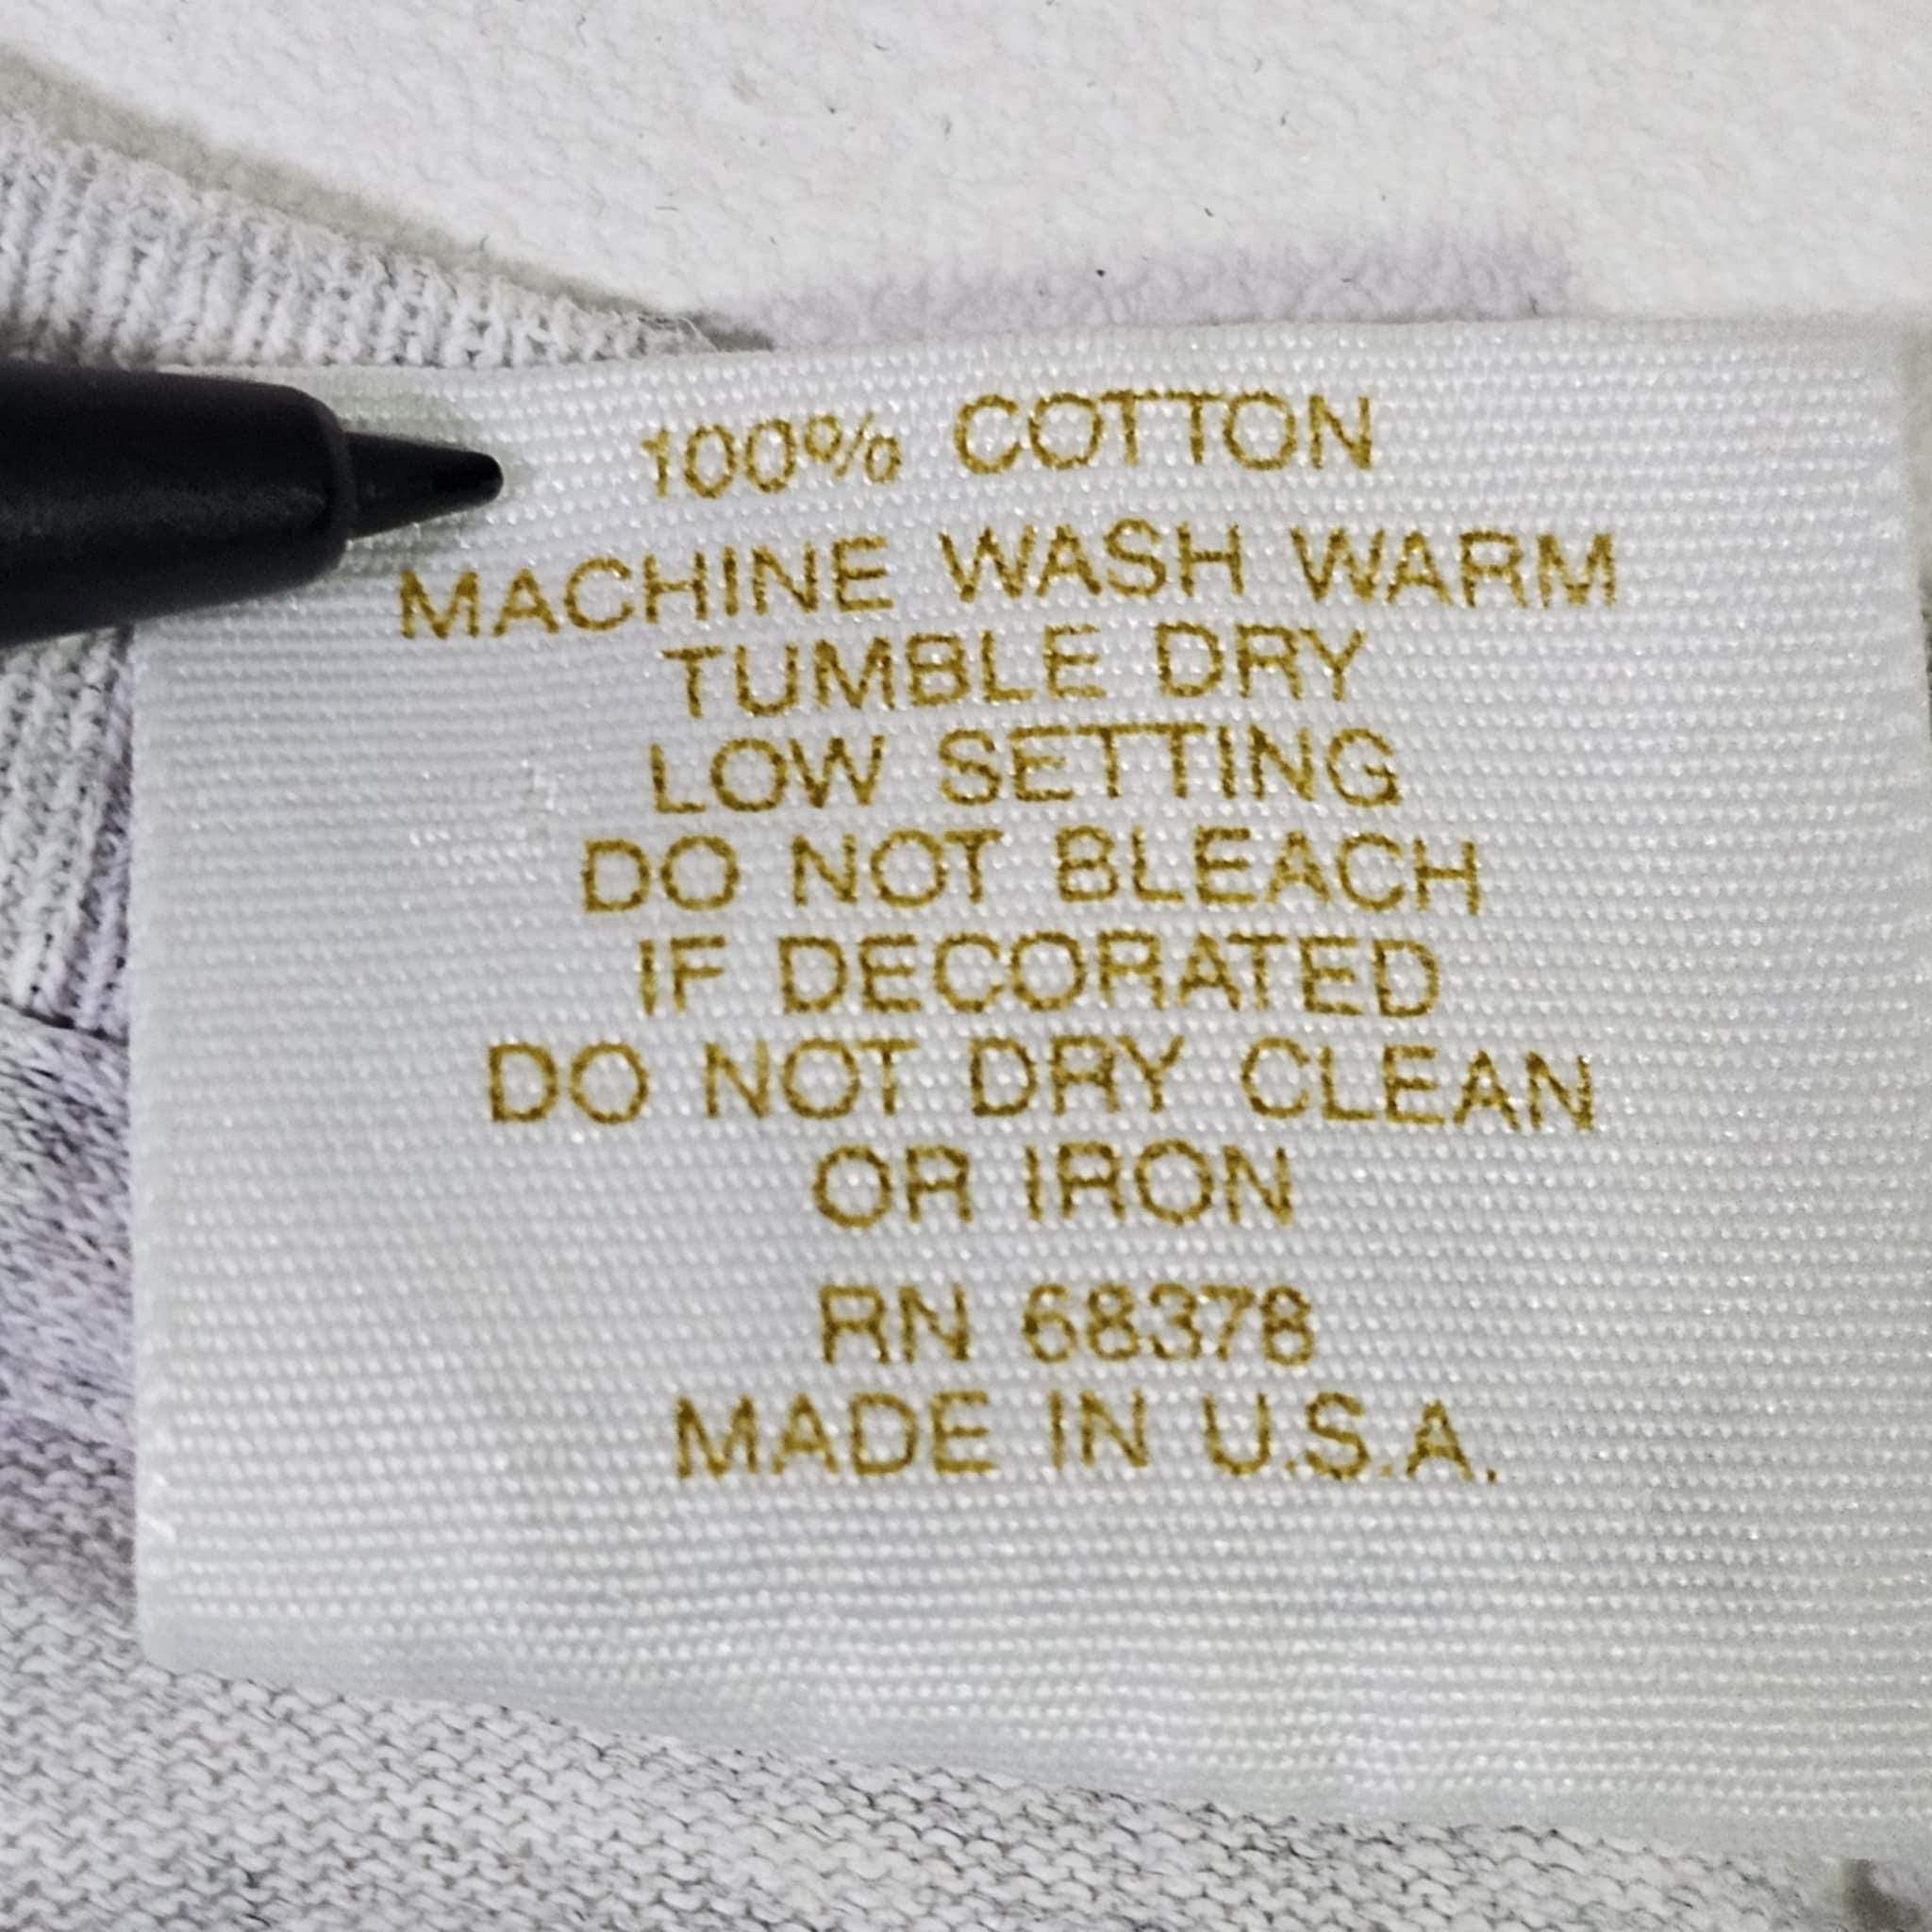 100% COTTON
MACHINE WASH WARM
TUMBLE DRY
LOW SETTING
DO NOT BLEACH
IF DECORATED
DO NOT DRY CLEAN
OR IRON
RN 68378
MADE IN U.S.A.